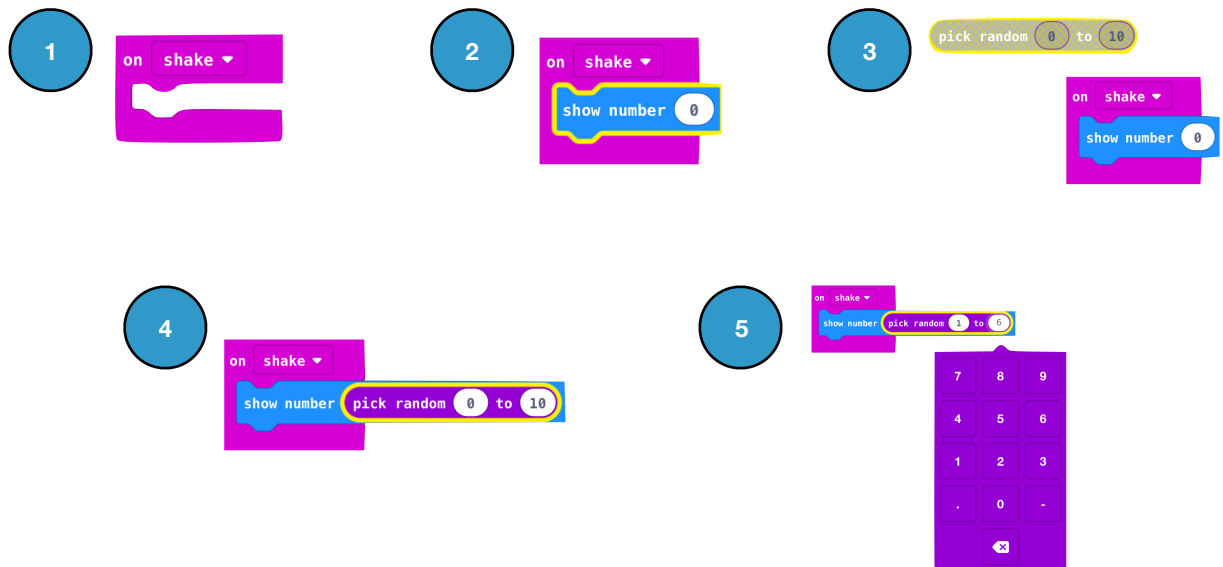 1
on shake
2
on shake
show number 0
3
pick random 0 to 10
on shake
show number 0
4
on shake
show number pick random 0 to 10
5
on shake
show number pick random 1 to 6
7 8 9
4 5 6
1 2 3
. 0 -